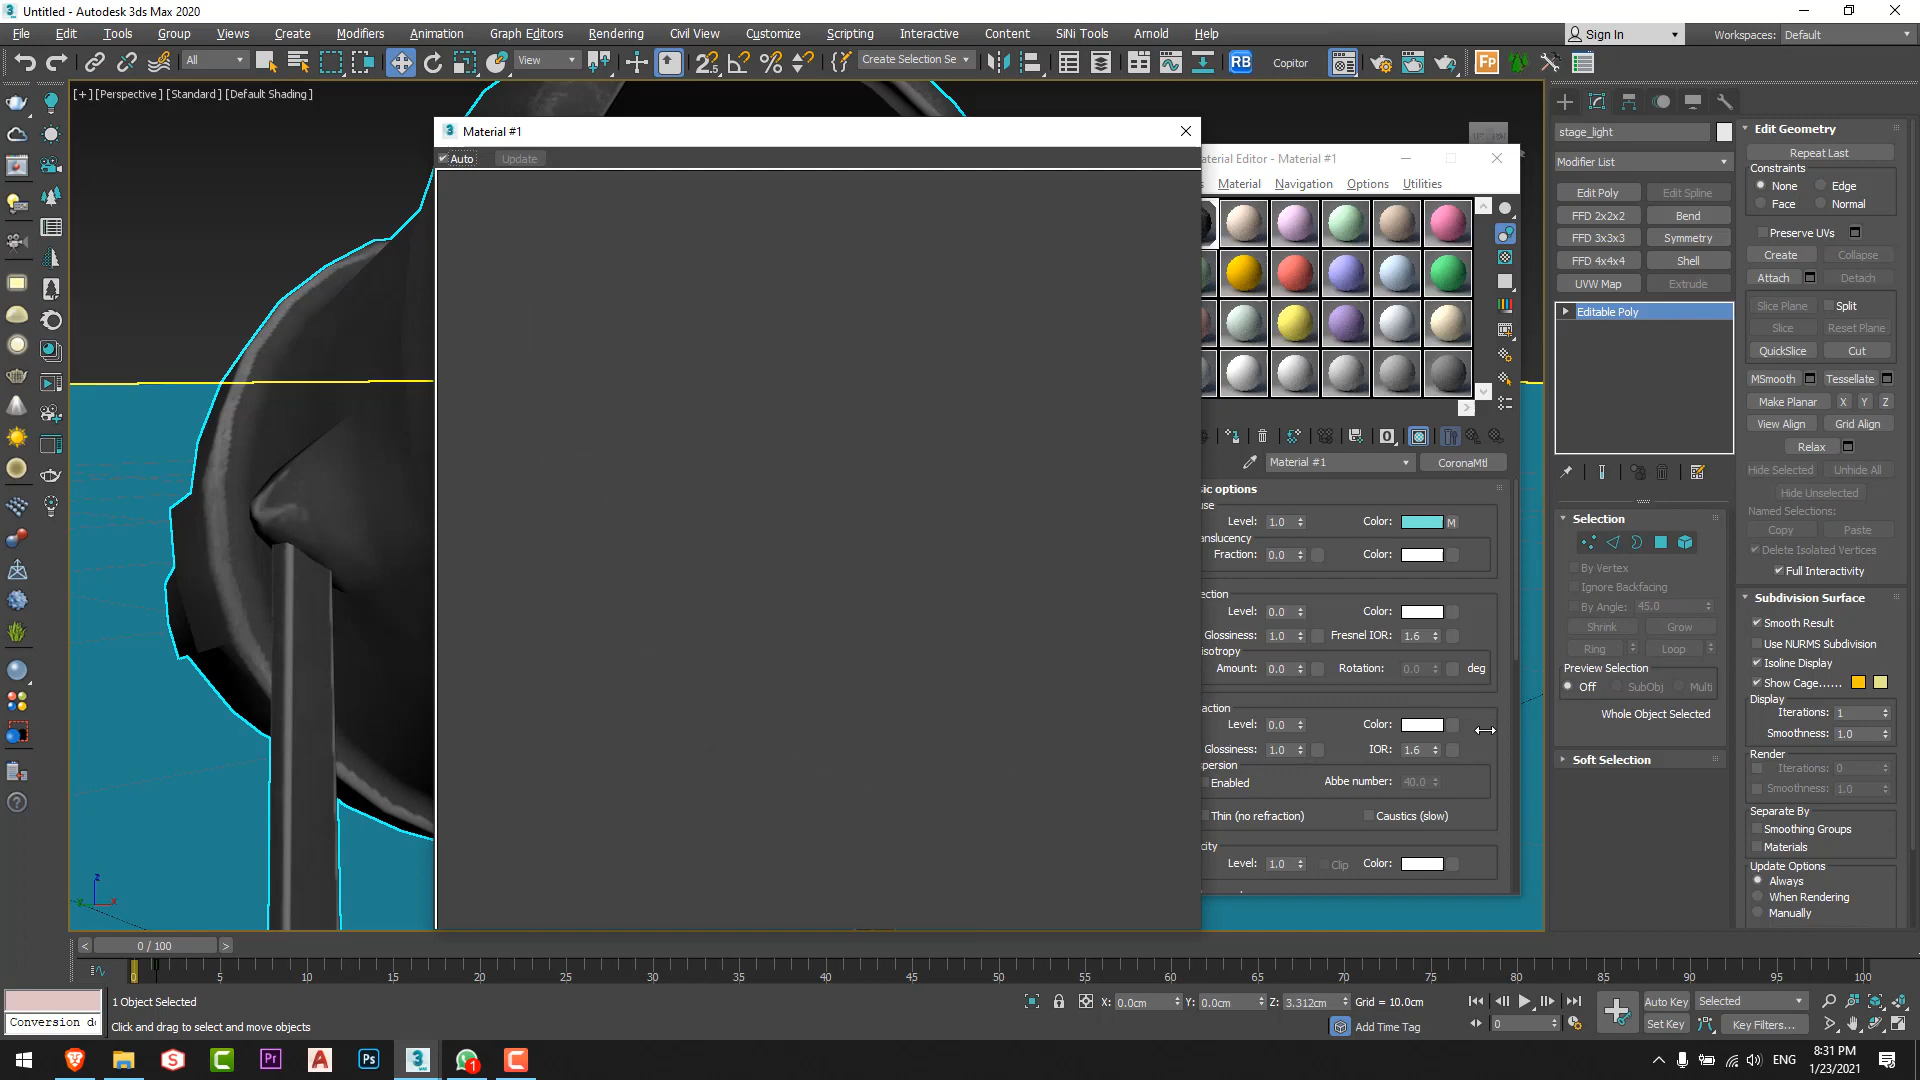 Untitled - Autodesk 3ds Max 2020
File Edit Tools Group Views Create Modifiers Animation Graph Editors Rendering Civil View Customize Scripting Interactive Content SiNi Tools Arnold Help
Sign In Workspaces: Default
All View Create Selection Se RB Copitor Fp
[+] [Perspective] [Standard] [Default Shading]
Material #1
Auto Update
aterial Editor - Material #1
Material Navigation Options Utilities
Material #1 CoronaMtl
sic options
use
Level: 1.0 Color: M
anslucency
Fraction: 0.0 Color:
ection
Level: 0.0 Color:
Glossiness: 1.0 Fresnel IOR: 1.6
isotropy
Amount: 0.0 Rotation: 0.0 deg
action
Level: 0.0 Color:
Glossiness: 1.0 IOR: 1.6
persion
Enabled Abbe number: 40.0
Thin (no refraction) Caustics (slow)
city
Level: 1.0 Clip Color:
stage_light
Modifier List
Edit Poly Edit Spline
FFD 2x2x2 Bend
FFD 3x3x3 Symmetry
FFD 4x4x4 Shell
UVW Map Extrude
Editable Poly
Selection
By Vertex
Ignore Backfacing
By Angle: 45.0
Shrink Grow
Ring Loop
Preview Selection
Off SubObj Multi
Whole Object Selected
Soft Selection
Edit Geometry
Repeat Last
Constraints
None Edge
Face Normal
Preserve UVs
Create Collapse
Attach Detach
Slice Plane Split
Slice Reset Plane
QuickSlice Cut
MSmooth Tessellate
Make Planar X Y Z
View Align Grid Align
Relax
Hide Selected Unhide All
Hide Unselected
Named Selections:
Copy Paste
Delete Isolated Vertices
Full Interactivity
Subdivision Surface
Smooth Result
Use NURMS Subdivision
Isoline Display
Show Cage......
Display
Iterations: 1
Smoothness: 1.0
Render
Iterations: 0
Smoothness: 1.0
Separate By
Smoothing Groups
Materials
Update Options
Always
When Rendering
Manually
z
y x
< 0 / 100 >
0 5 10 15 20 25 30 35 40 45 50 55 60 65 70 75 80 85 90 95 100
1 Object Selected X: 0.0cm Y: 0.0cm Z: 3.312cm Grid = 10.0cm Auto Key Selected
Conversion de Click and drag to select and move objects Add Time Tag 0 Set Key Key Filters...
ENG 8:31 PM
1/23/2021